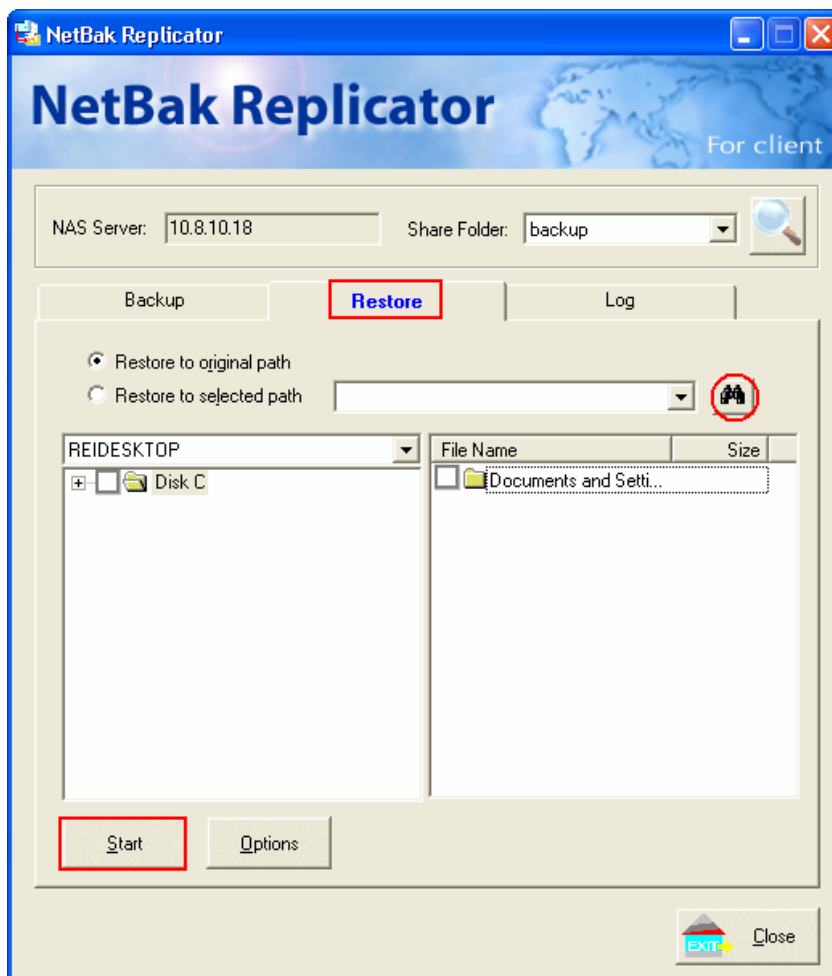 NetBak Replicator
NetBak Replicator
For client
NAS Server: 10.8.10.18 Share Folder: backup
Backup Restore Log
Restore to original path
Restore to selected path
REIDESKTOP File Name Size
Disk C Documents and Setti...
Start Options
EXIT Close